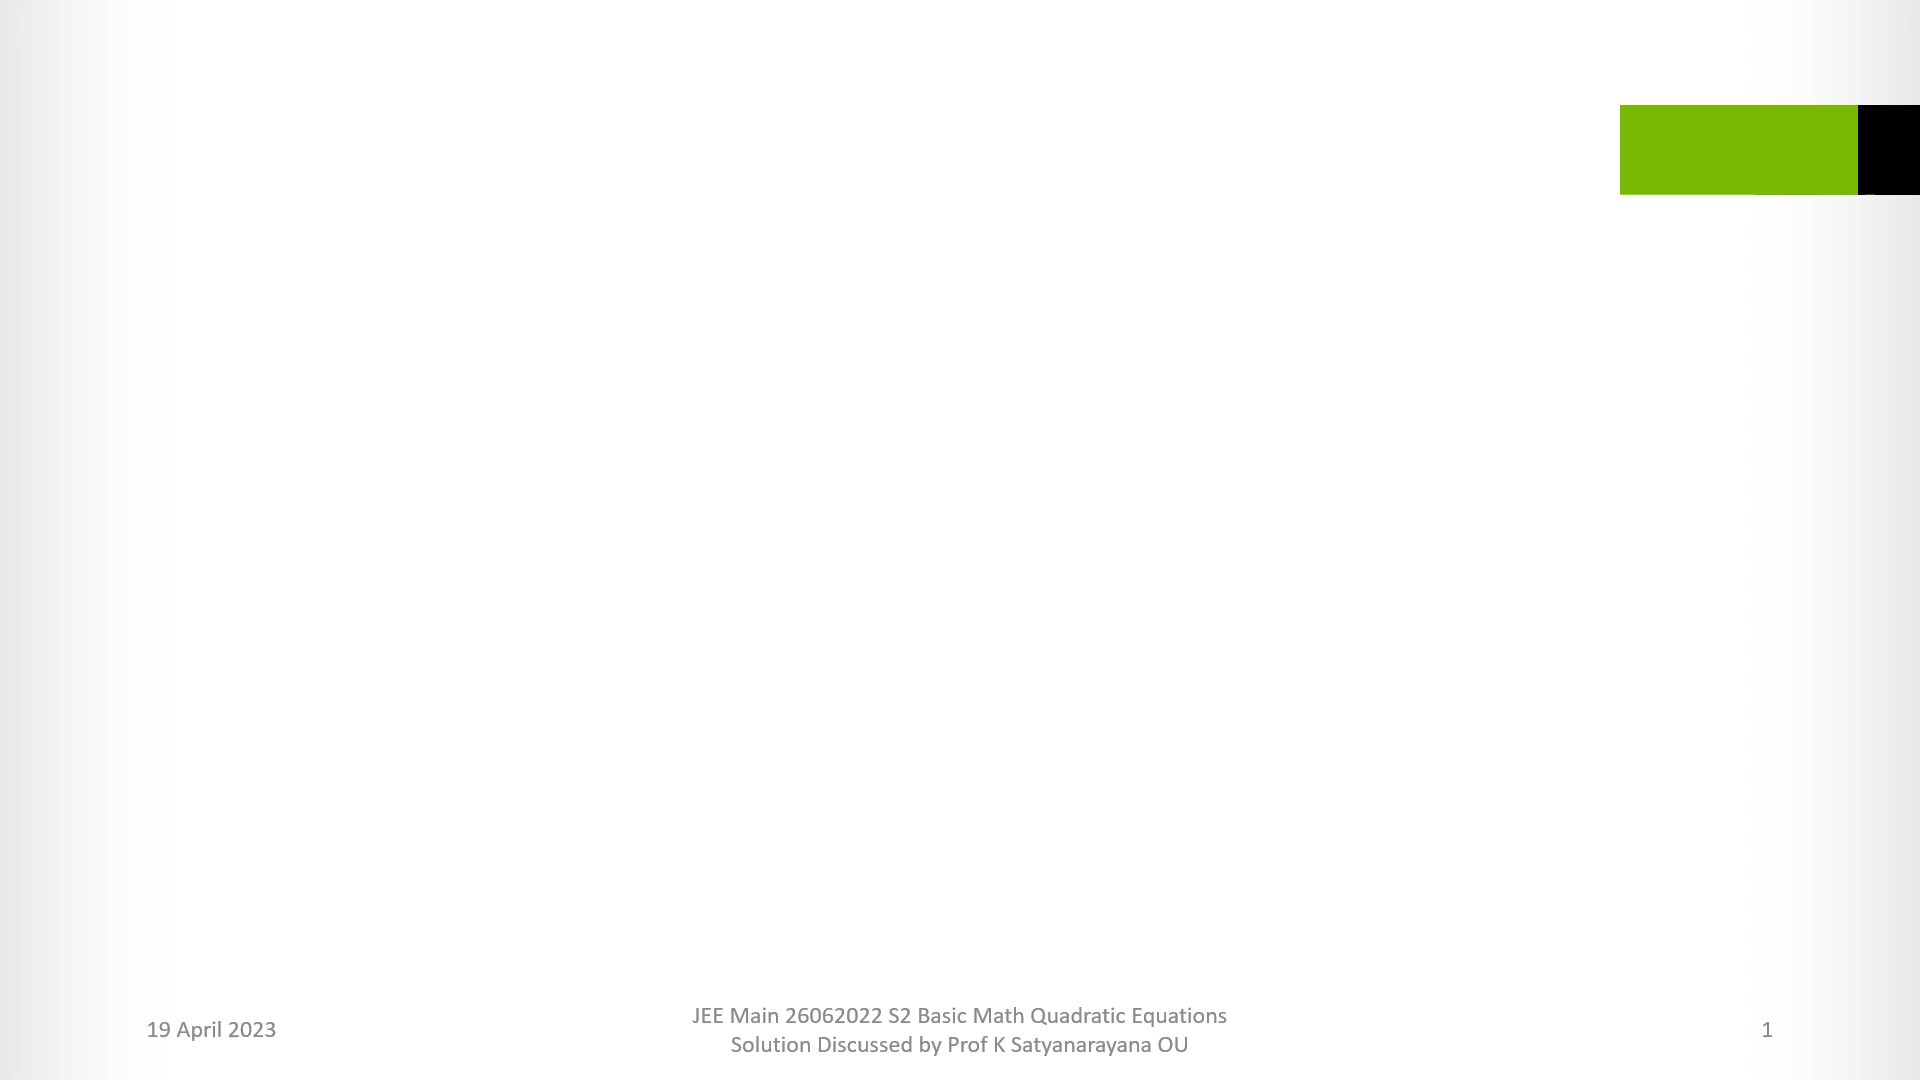 19 April 2023
JEE Main 26062022 S2 Basic Math Quadratic Equations
Solution Discussed by Prof K Satyanarayana OU
1